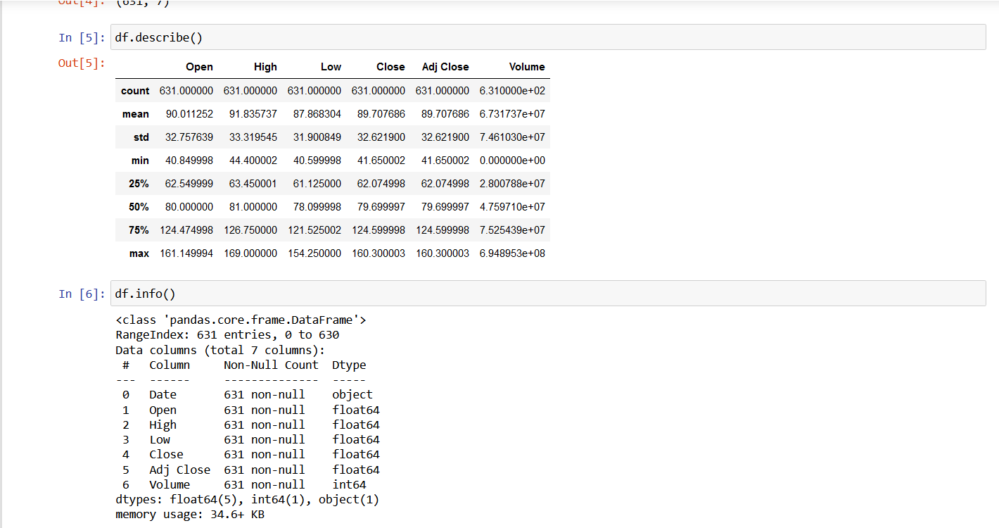 Out[4]: (631, 7)
In [5]: df.describe()
Out[5]:
Open High Low Close Adj Close Volume
count 631.000000 631.000000 631.000000 631.000000 631.000000 6.310000e+02
mean 90.011252 91.835737 87.868304 89.707686 89.707686 6.731737e+07
std 32.757639 33.319545 31.900849 32.621900 32.621900 7.461030e+07
min 40.849998 44.400002 40.599998 41.650002 41.650002 0.000000e+00
25% 62.549999 63.450001 61.125000 62.074998 62.074998 2.800788e+07
50% 80.000000 81.000000 78.099998 79.699997 79.699997 4.759710e+07
75% 124.474998 126.750000 121.525002 124.599998 124.599998 7.525439e+07
max 161.149994 169.000000 154.250000 160.300003 160.300003 6.948953e+08
In [6]: df.info()
<class 'pandas.core.frame.DataFrame'>
RangeIndex: 631 entries, 0 to 630
Data columns (total 7 columns):
# Column Non-Null Count Dtype
--- ------ -------------- -----
0 Date 631 non-null object
1 Open 631 non-null float64
2 High 631 non-null float64
3 Low 631 non-null float64
4 Close 631 non-null float64
5 Adj Close 631 non-null float64
6 Volume 631 non-null int64
dtypes: float64(5), int64(1), object(1)
memory usage: 34.6+ KB